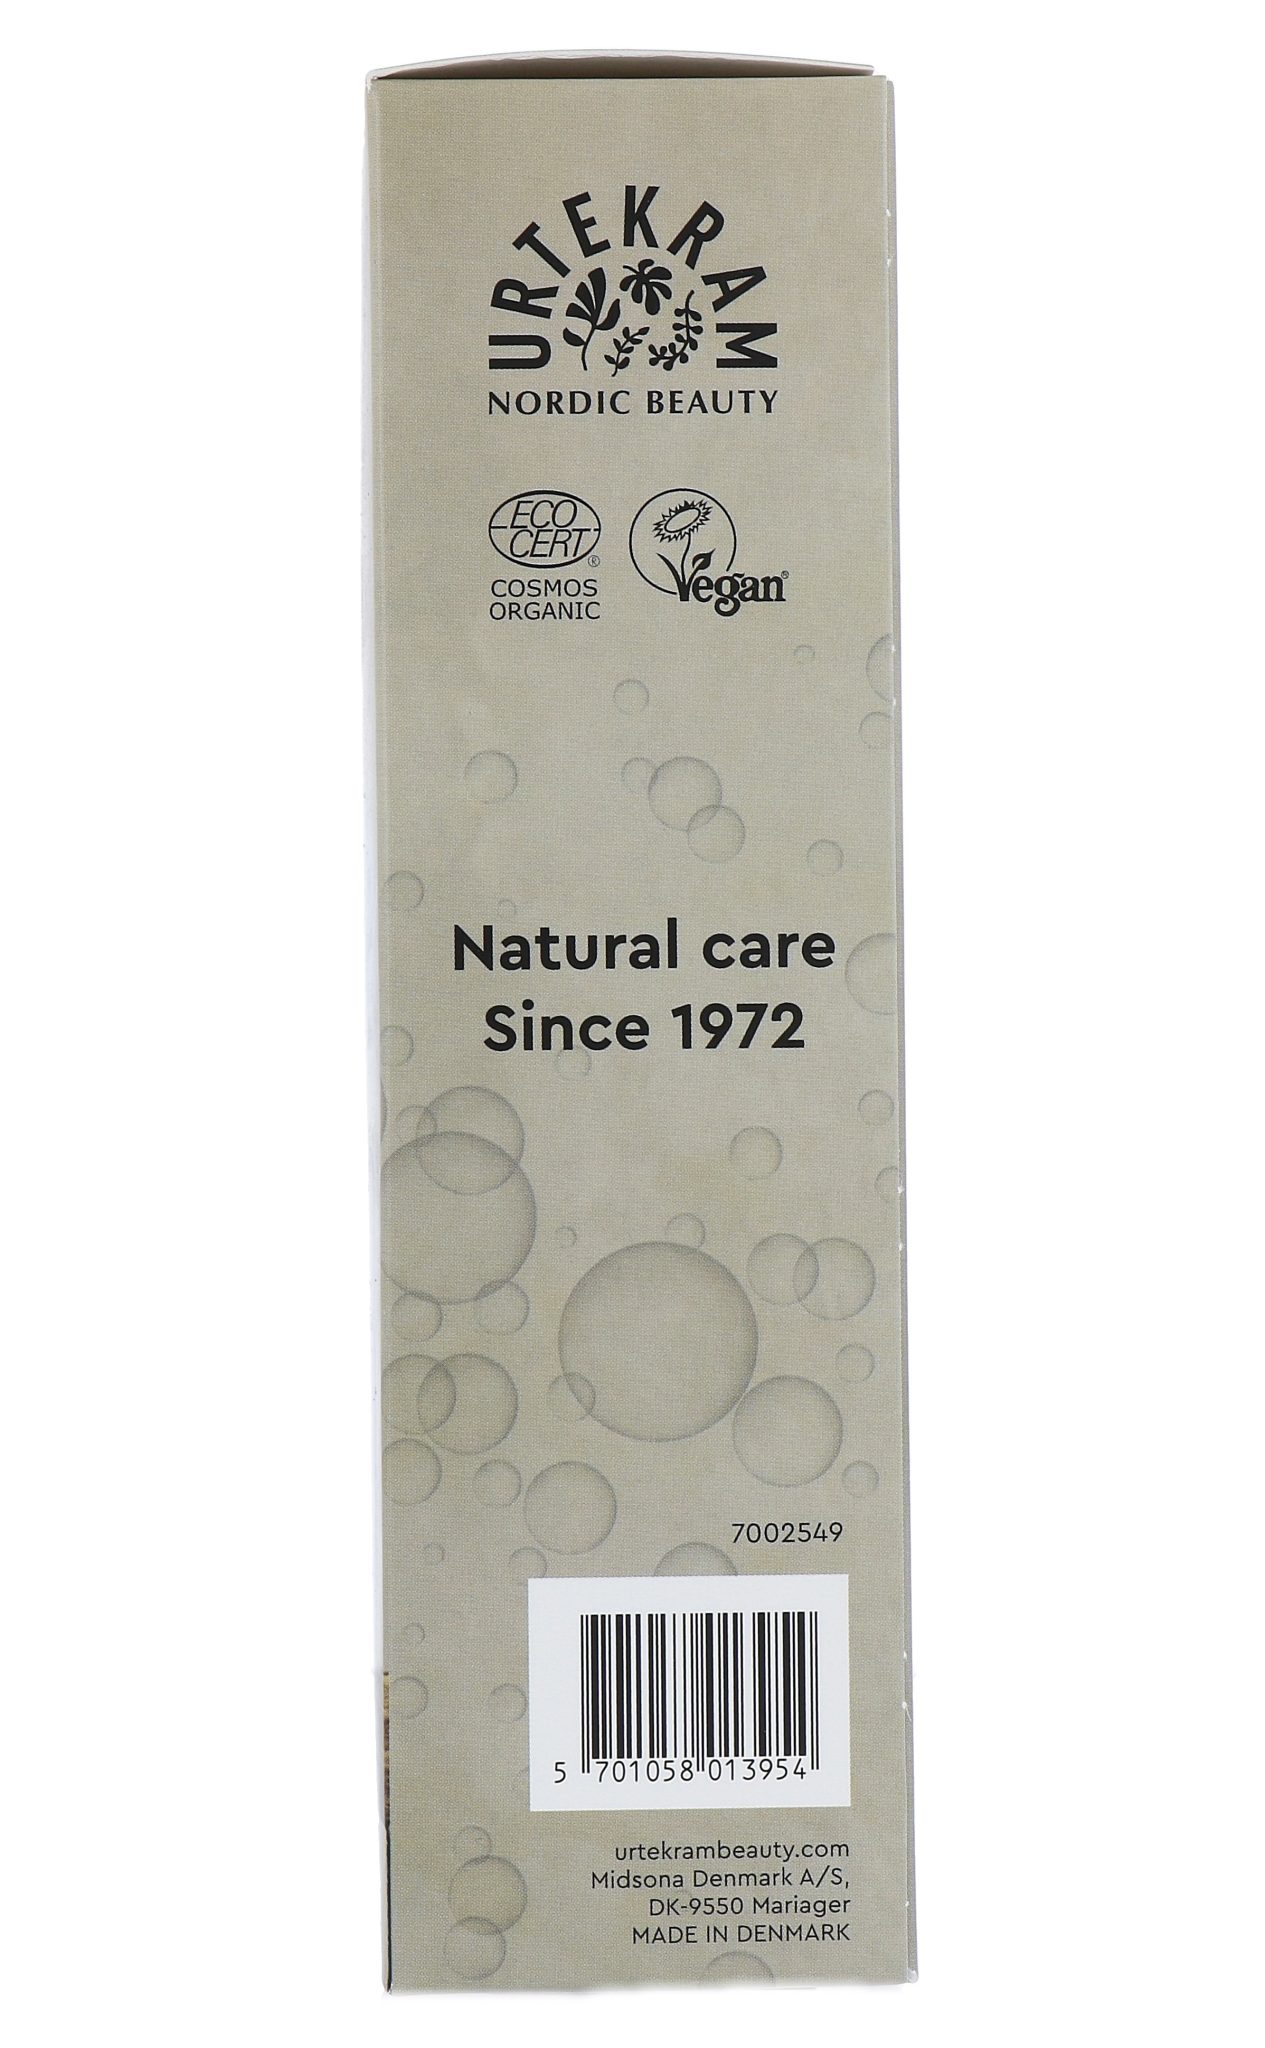 URTEKRAM
NORDIC BEAUTY
ECO
CERT®
COSMOS
ORGANIC
Vegan®
Natural care
Since 1972
7002549
5 701058 013954
urtekrambeauty.com
Midsona Denmark A/S,
DK-9550 Mariager
MADE IN DENMARK